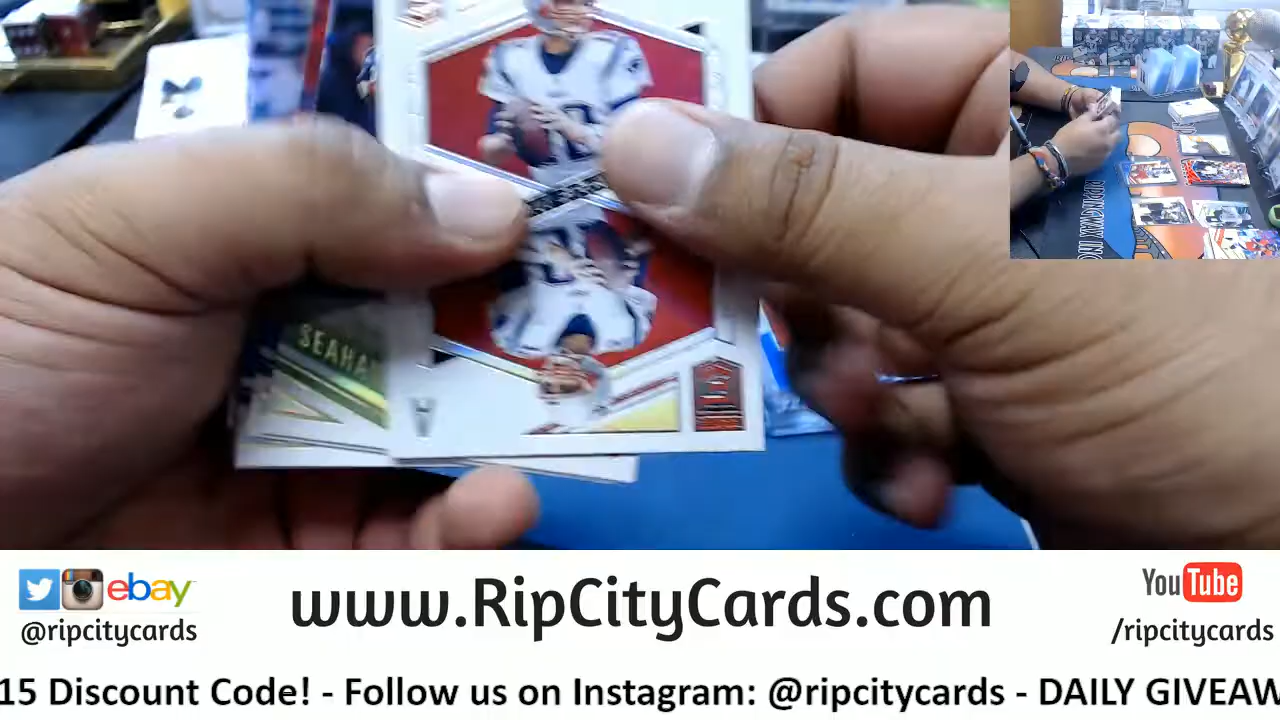 SEAHA
ebay
@ripcitycards
www.RipCityCards.com
YouTube
/ripcitycards
15 Discount Code! - Follow us on Instagram: @ripcitycards - DAILY GIVEAW